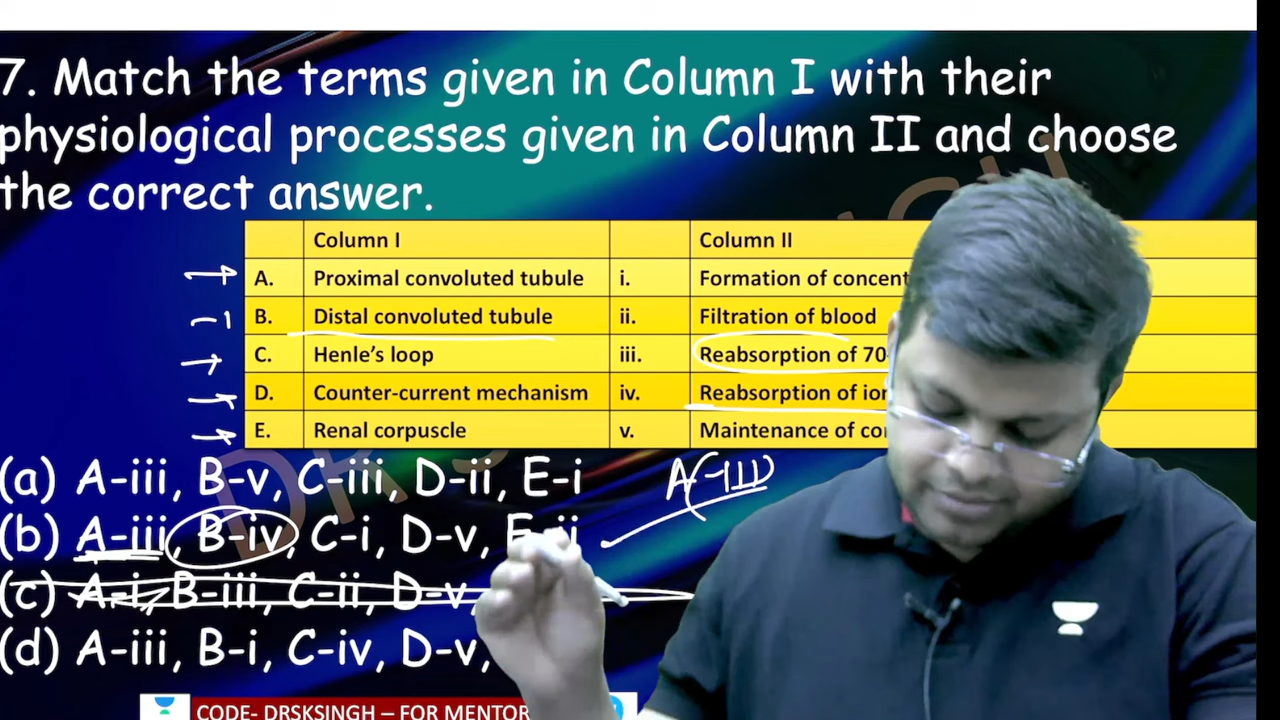 7. Match the terms given in Column I with their
physiological processes given in Column II and choose
the correct answer.
Column I Column II
A. Proximal convoluted tubule i. Formation of
B. Distal convoluted tubule ii. Filtration of blood
C. Henle's loop iii. Reabsorption of 70
D. Counter-current mechanism iv. Reabsorption of
E. Renal corpuscle v. Maintenance of
(a) A-iii, B-v, C-iii, D-ii, E-i
A-iii
(b) A-iii, B-iv, C-i, D-v, E-ii
(c) A-i, B-iii, C-ii, D-v,
(d) A-iii, B-i, C-iv, D-v,
CODE- DRSKSINGH – FOR MENTOR